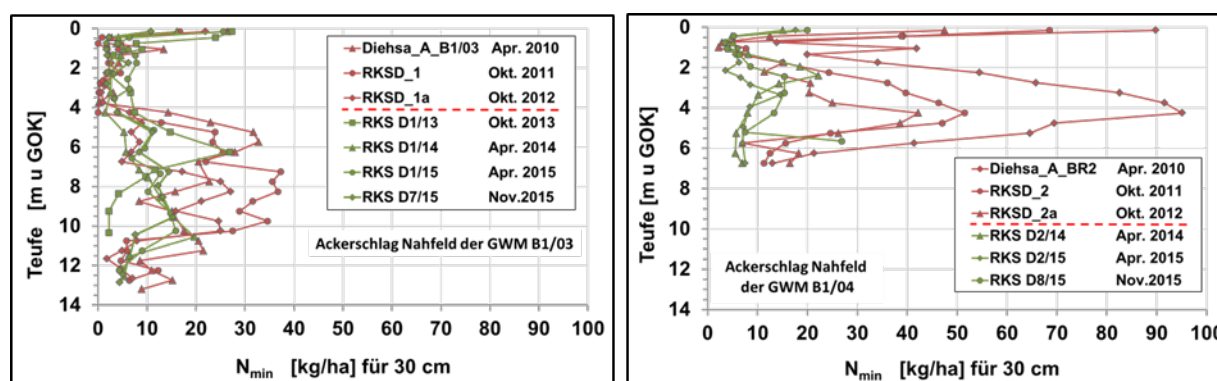 0
2
4
6
8
10
12
14
Teufe [m u GOK]
Diehsa_A_B1/03 Apr. 2010
RKSD_1 Okt. 2011
RKSD_1a Okt. 2012
RKS D1/13 Okt. 2013
RKS D1/14 Apr. 2014
RKS D1/15 Apr. 2015
RKS D7/15 Nov.2015
Ackerschlag Nahfeld der GWM B1/03
0 10 20 30 40 50 60 70 80 90 100
Nmin [kg/ha] für 30 cm
0
2
4
6
8
10
12
14
Teufe [m u GOK]
Diehsa_A_BR2 Apr. 2010
RKSD_2 Okt. 2011
RKSD_2a Okt. 2012
RKS D2/14 Apr. 2014
RKS D2/15 Apr. 2015
RKS D8/15 Nov.2015
Ackerschlag Nahfeld
der GWM B1/04
0 10 20 30 40 50 60 70 80 90 100
Nmin [kg/ha] für 30 cm